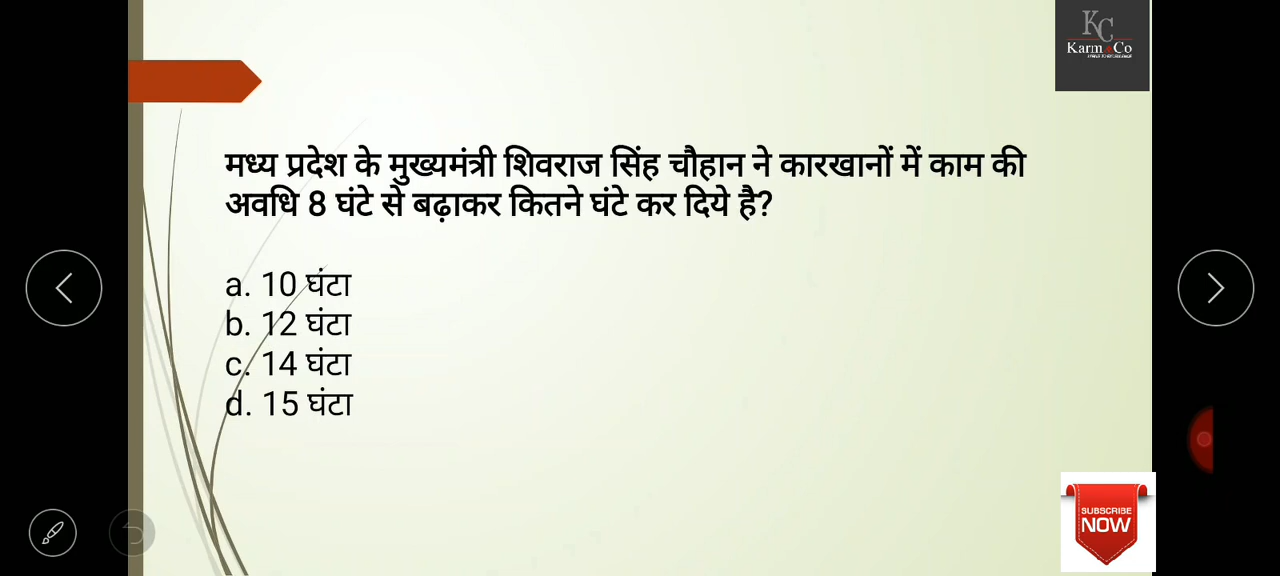 KC
Karm Co
मध्य प्रदेश के मुख्यमंत्री शिवराज सिंह चौहान ने कारखानों में काम की
अवधि 8 घंटे से बढ़ाकर कितने घंटे कर दिये है?
a. 10 घंटा
b. 12 घंटा
c. 14 घंटा
d. 15 घंटा
SUBSCRIBE
NOW